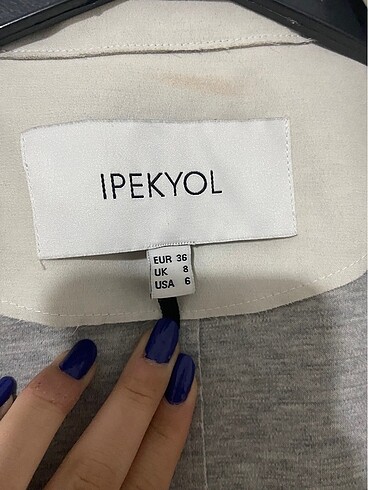 IPEKYOL
EUR 36
UK 8
USA 6